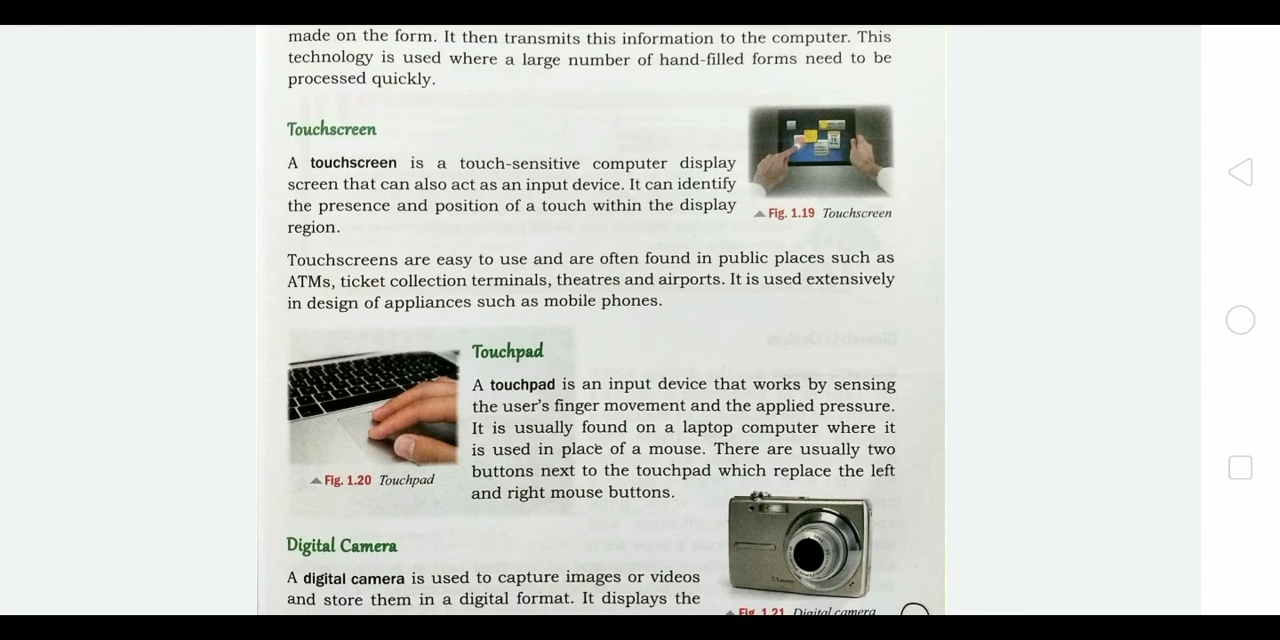 made on the form. It then transmits this information to the computer. This
technology is used where a large number of hand-filled forms need to be
processed quickly.
Touchscreen
A touchscreen is a touch-sensitive computer display
screen that can also act as an input device. It can identify
the presence and position of a touch within the display
region.
Fig. 1.19 Touchscreen
Touchscreens are easy to use and are often found in public places such as
ATMs, ticket collection terminals, theatres and airports. It is used extensively
in design of appliances such as mobile phones.
Touchpad
A touchpad is an input device that works by sensing
the user's finger movement and the applied pressure.
It is usually found on a laptop computer where it
is used in place of a mouse. There are usually two
buttons next to the touchpad which replace the left
and right mouse buttons.
Fig. 1.20 Touchpad
Digital Camera
A digital camera is used to capture images or videos
and store them in a digital format. It displays the
Fig. 1.21 Digital camera